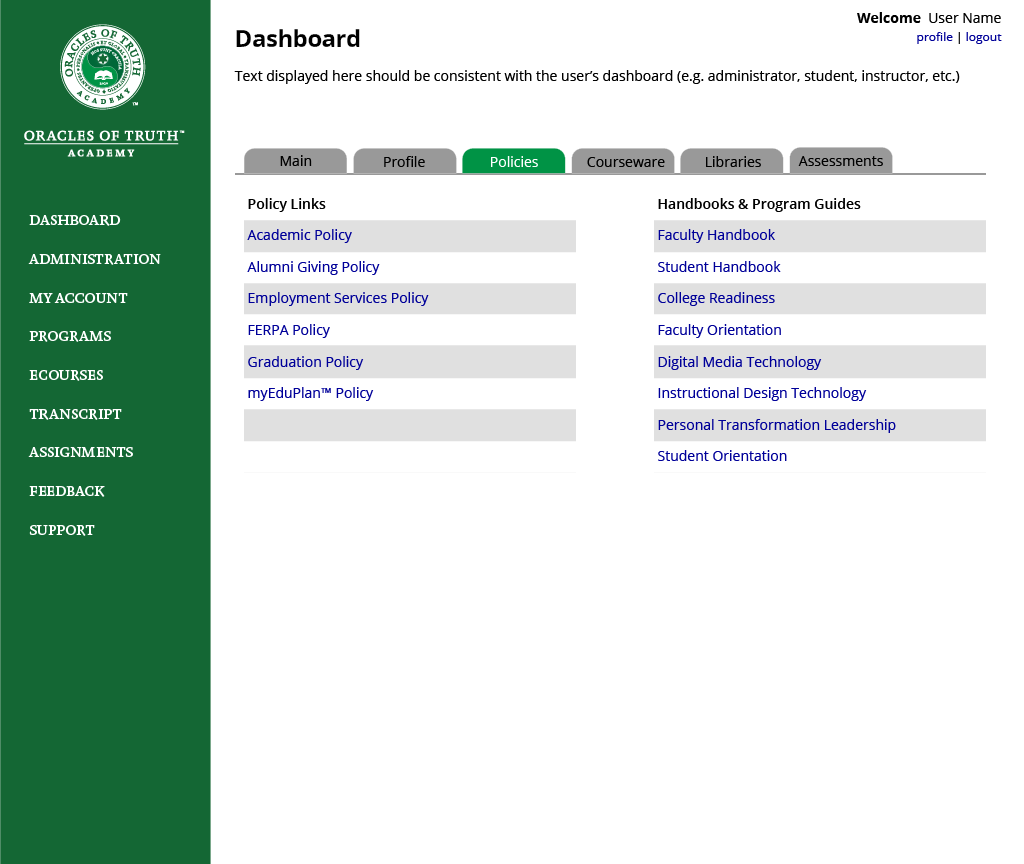 ORACLES OF TRUTH
ACADEMY
ORACLES OF TRUTH™
ACADEMY
DASHBOARD
ADMINISTRATION
MY ACCOUNT
PROGRAMS
ECOURSES
TRANSCRIPT
ASSIGNMENTS
FEEDBACK
SUPPORT
Welcome User Name
profile | logout
Dashboard
Text displayed here should be consistent with the user’s dashboard (e.g. administrator, student, instructor, etc.)
Main Profile Policies Courseware Libraries Assessments
Policy Links
Academic Policy
Alumni Giving Policy
Employment Services Policy
FERPA Policy
Graduation Policy
myEduPlan™ Policy
Handbooks & Program Guides
Faculty Handbook
Student Handbook
College Readiness
Faculty Orientation
Digital Media Technology
Instructional Design Technology
Personal Transformation Leadership
Student Orientation